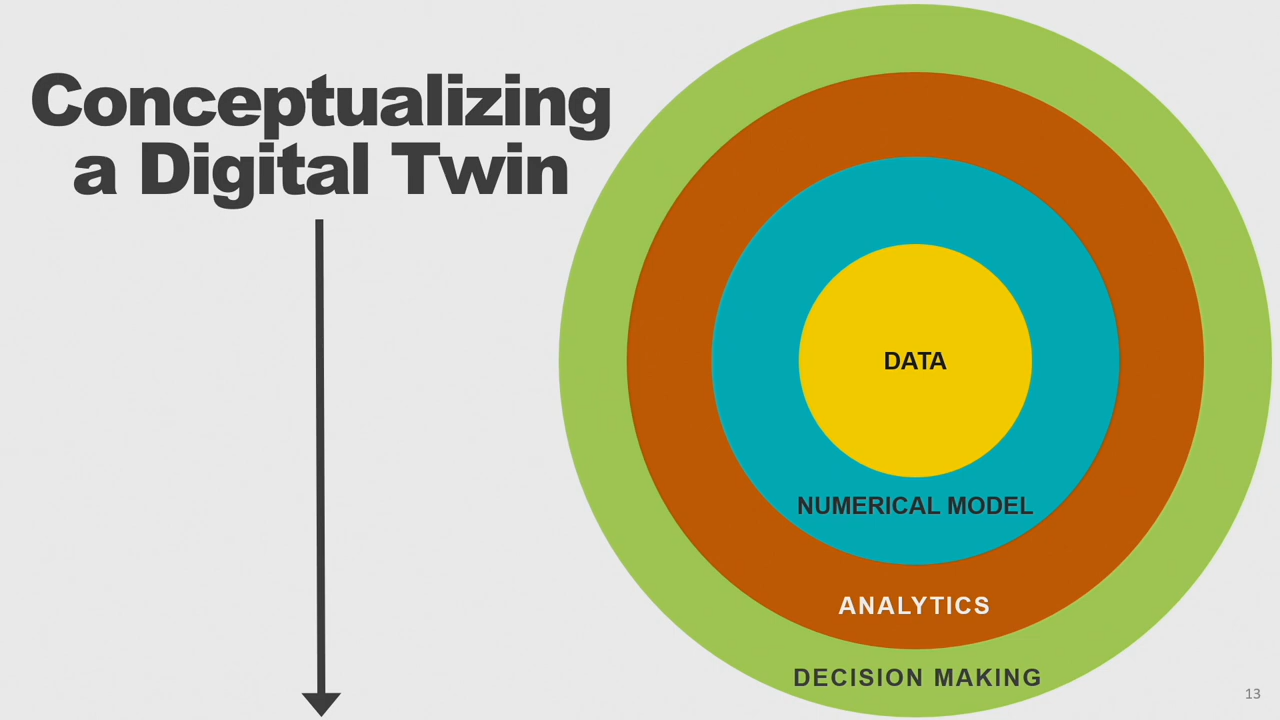 Conceptualizing
a Digital Twin
DATA
NUMERICAL MODEL
ANALYTICS
DECISION MAKING
13